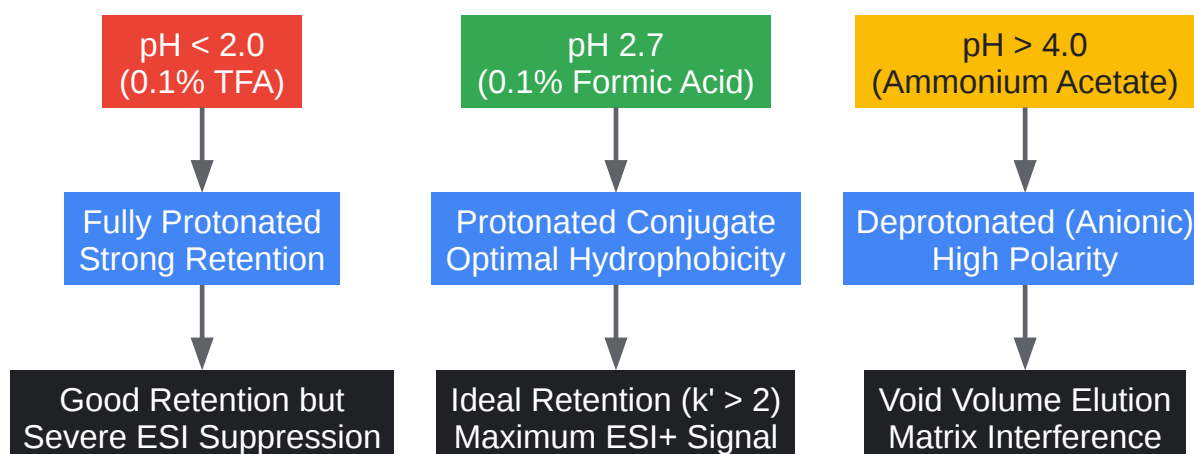 pH < 2.0
(0.1% TFA)
pH 2.7
(0.1% Formic Acid)
pH > 4.0
(Ammonium Acetate)
Fully Protonated
Strong Retention
Protonated Conjugate
Optimal Hydrophobicity
Deprotonated (Anionic)
High Polarity
Good Retention but
Severe ESI Suppression
Ideal Retention (k' > 2)
Maximum ESI+ Signal
Void Volume Elution
Matrix Interference